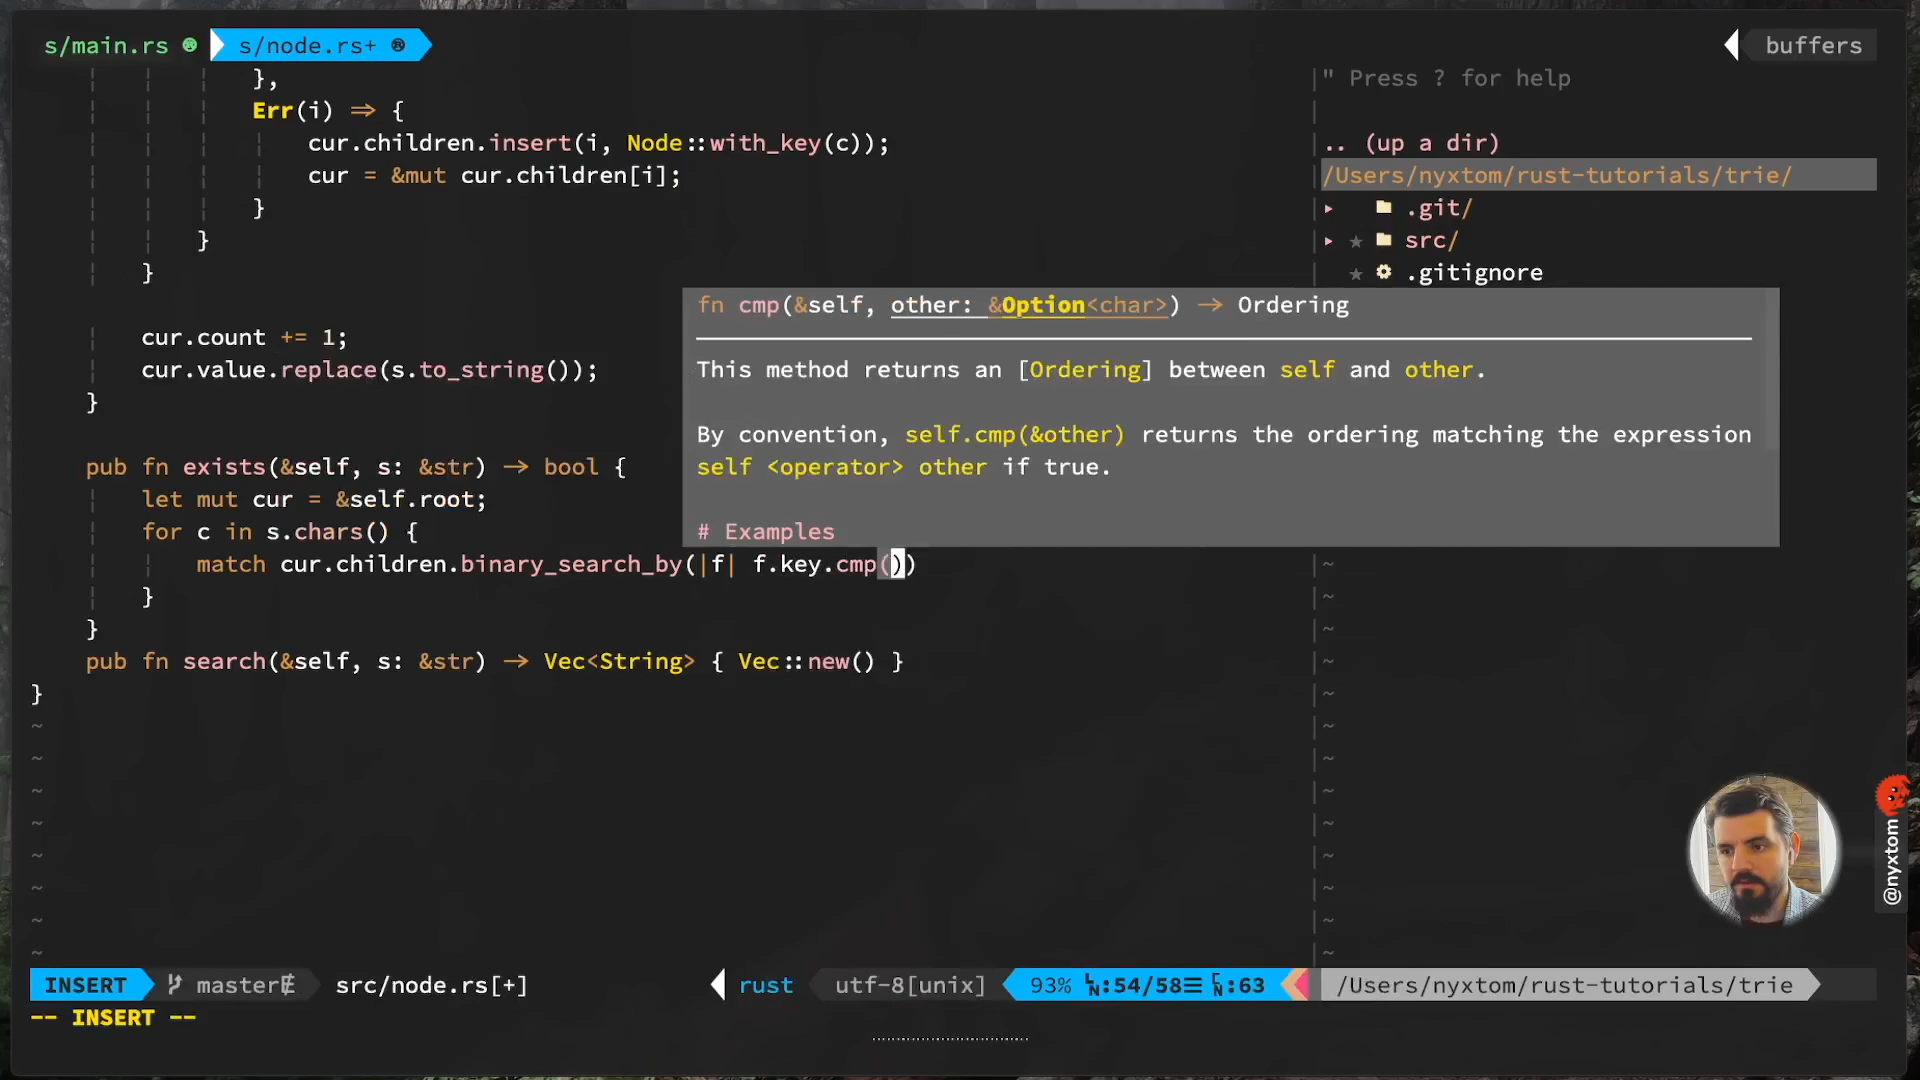 s/main.rs s/node.rs+ buffers
},
Err(i) => {
cur.children.insert(i, Node::with_key(c));
cur = &mut cur.children[i];
}
}
}
cur.count += 1;
cur.value.replace(s.to_string());
}
pub fn exists(&self, s: &str) -> bool {
let mut cur = &self.root;
for c in s.chars() {
match cur.children.binary_search_by(|f| f.key.cmp())
}
}
pub fn search(&self, s: &str) -> Vec<String> { Vec::new() }
}
~
~
~
~
~
~
~
~
fn cmp(&self, other: &Option<char>) -> Ordering
This method returns an [Ordering] between self and other.
By convention, self.cmp(&other) returns the ordering matching the expression
self <operator> other if true.
# Examples
" Press ? for help
.. (up a dir)
/Users/nyxtom/rust-tutorials/trie/
▸ .git/
▸ ★ src/
★ .gitignore
~
~
~
~
~
~
~
~
~
~
~
~
~
@nyxtom
INSERT master src/node.rs[+] rust utf-8[unix] 93% LN:54/58☰ CN:63 /Users/nyxtom/rust-tutorials/trie
-- INSERT --